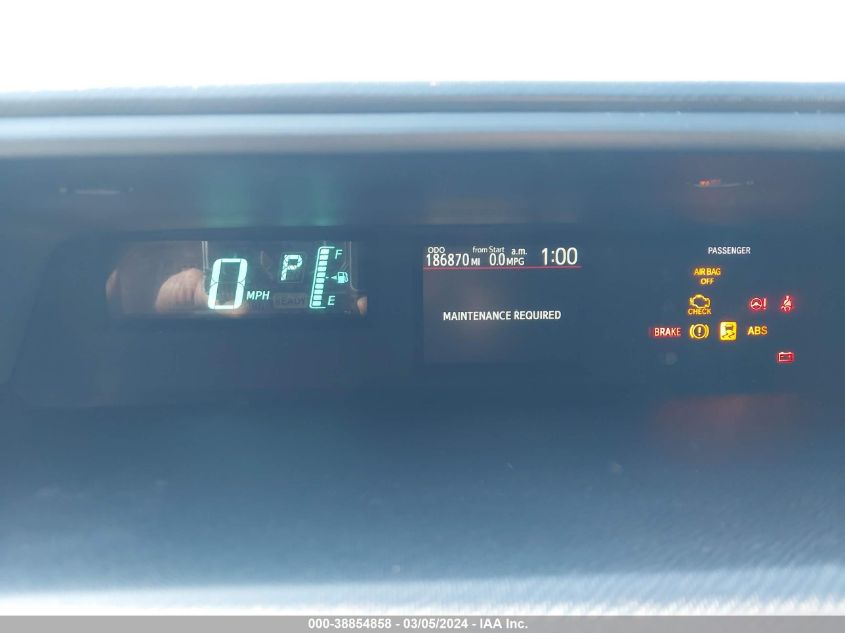 0 MPH P F E
READY
ODO from Start a.m. 1:00
186870 MI 0.0 MPG
MAINTENANCE REQUIRED
PASSENGER
AIR BAG
OFF
CHECK
BRAKE ABS
000-38854858 - 03/05/2024 - IAA Inc.